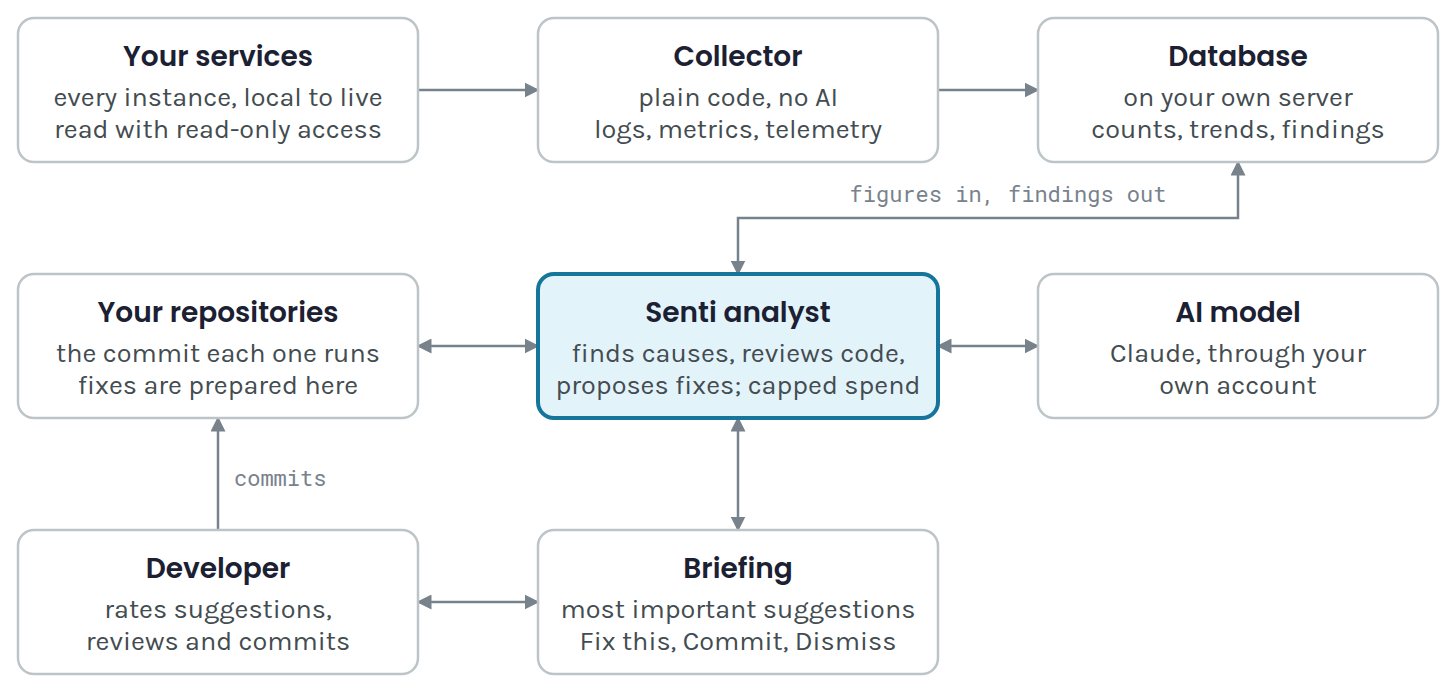 Your services
every instance, local to live
read with read-only access
Collector
plain code, no AI
logs, metrics, telemetry
Database
on your own server
counts, trends, findings
figures in, findings out
Your repositories
the commit each one runs
fixes are prepared here
Senti analyst
finds causes, reviews code,
proposes fixes; capped spend
AI model
Claude, through your
own account
commits
Developer
rates suggestions,
reviews and commits
Briefing
most important suggestions
Fix this, Commit, Dismiss